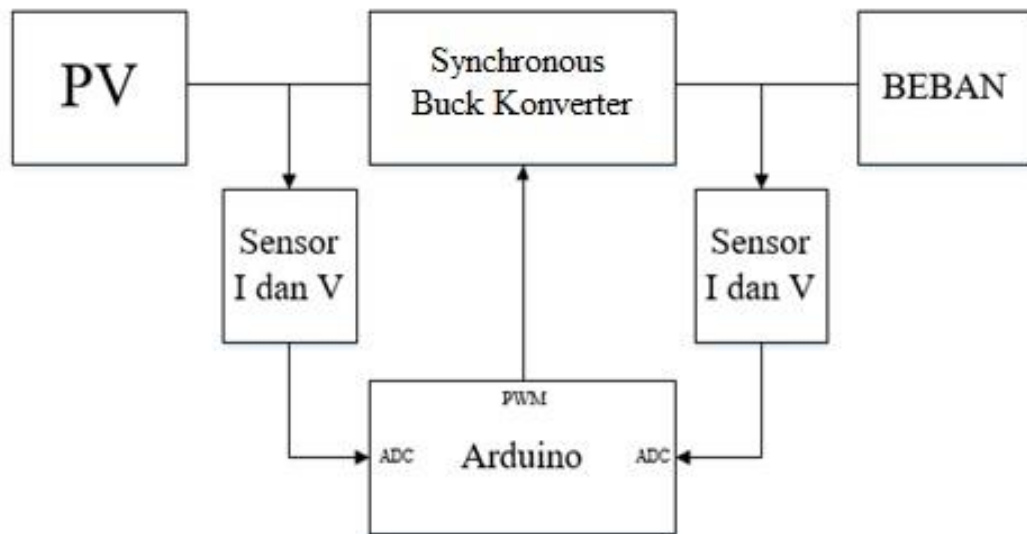 PV
Synchronous
Buck Konverter
BEBAN
Sensor
I dan V
Sensor
I dan V
PWM
ADC
Arduino
ADC